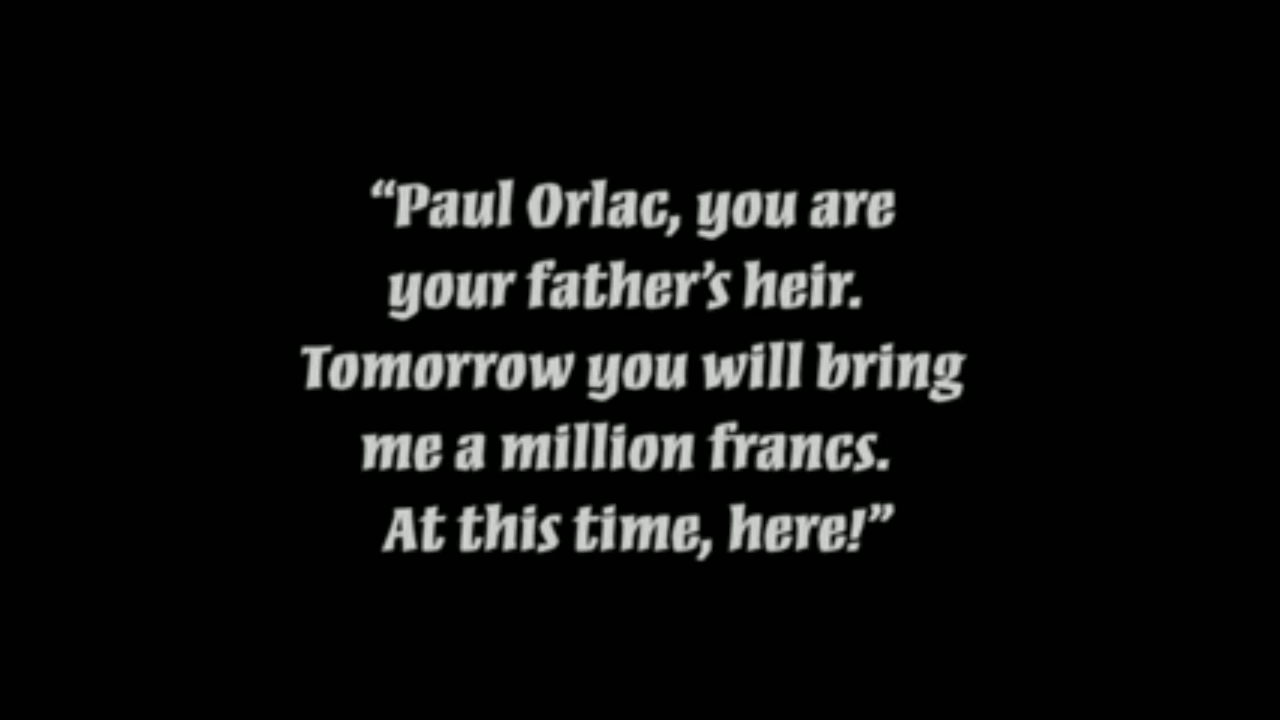 “Paul Orlac, you are
your father’s heir.
Tomorrow you will bring
me a million francs.
At this time, here!”